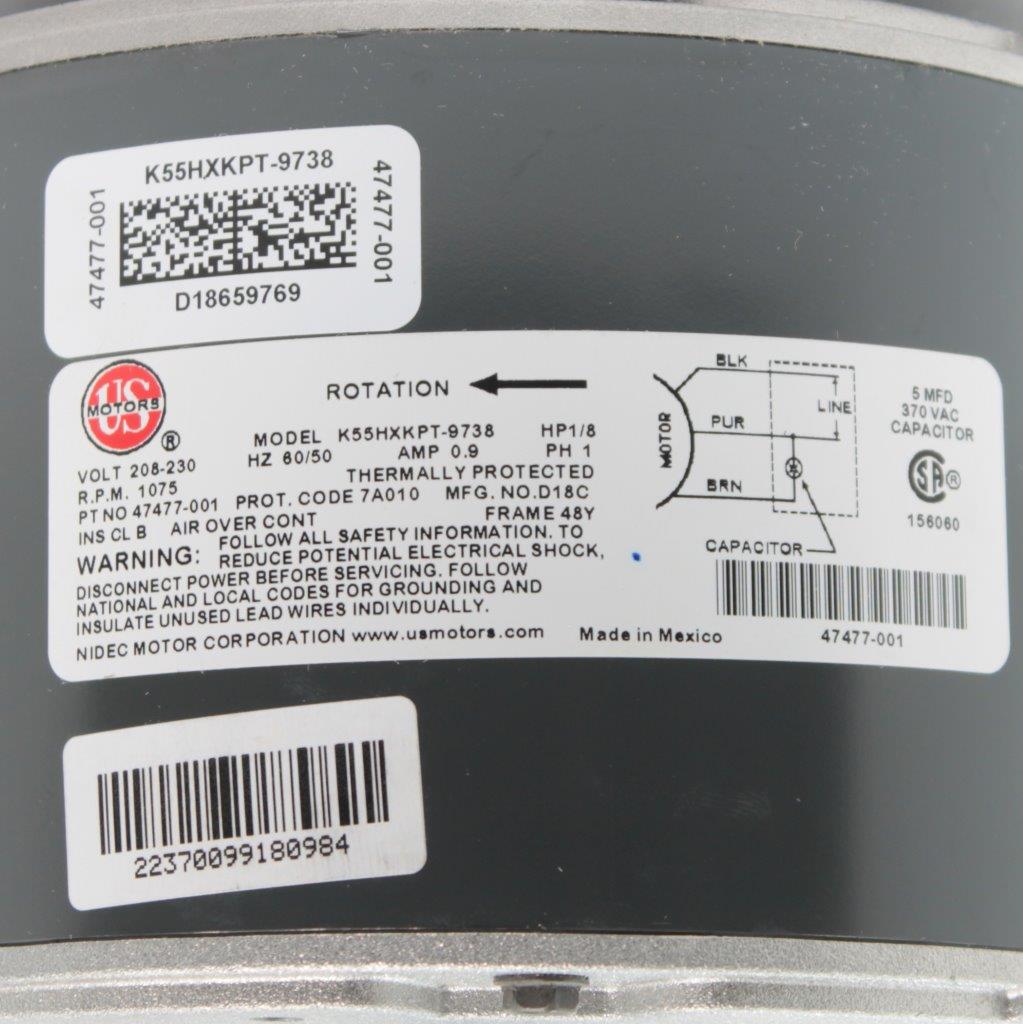 K55HXKPT-9738
47477-001
47477-001
D18659769
US
MOTORS
®
ROTATION
MODEL K55HXKPT-9738 HP1/8
VOLT 208-230 HZ 60/50 AMP 0.9 PH 1
R.P.M. 1075 THERMALLY PROTECTED
PT NO 47477-001 PROT. CODE 7A010 MFG. NO.D18C
INS CL B AIR OVER CONT FRAME 48Y
WARNING: FOLLOW ALL SAFETY INFORMATION. TO
REDUCE POTENTIAL ELECTRICAL SHOCK,
DISCONNECT POWER BEFORE SERVICING. FOLLOW
NATIONAL AND LOCAL CODES FOR GROUNDING AND
INSULATE UNUSED LEAD WIRES INDIVIDUALLY.
NIDEC MOTOR CORPORATION www.usmotors.com Made in Mexico
MOTOR
BLK
LINE
PUR
BRN
CAPACITOR
5 MFD
370 VAC
CAPACITOR
SA ®
156060
47477-001
22370099180984